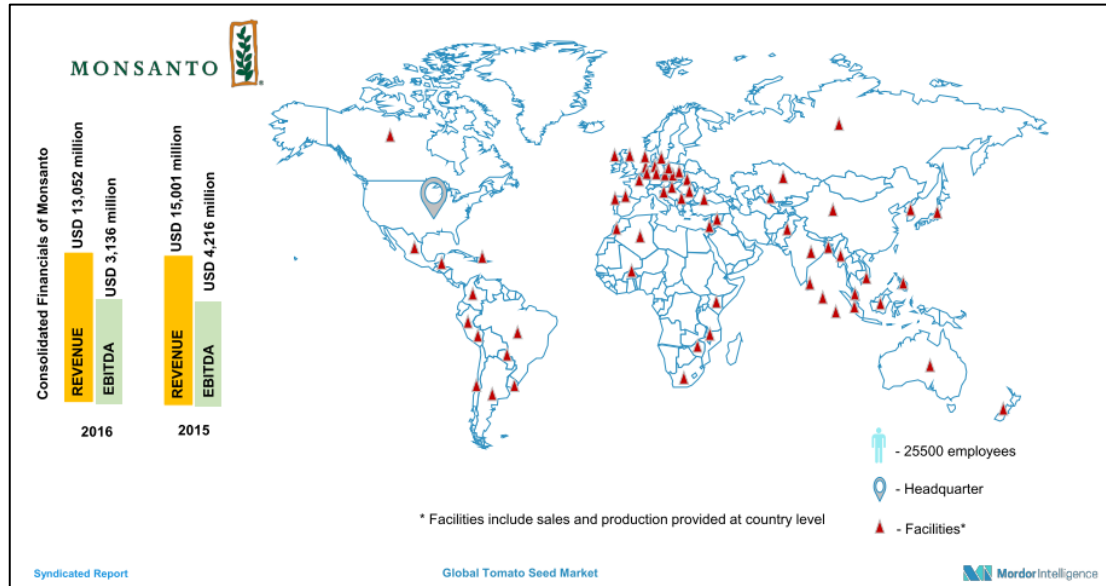 MONSANTO
Consolidated Financials of Monsanto
REVENUE
USD 13,052 million
EBITDA
USD 3,136 million
2016
REVENUE
USD 15,001 million
EBITDA
USD 4,216 million
2015
- 25500 employees
- Headquarter
- Facilities*
* Facilities include sales and production provided at country level
Syndicated Report
Global Tomato Seed Market
Mordor Intelligence